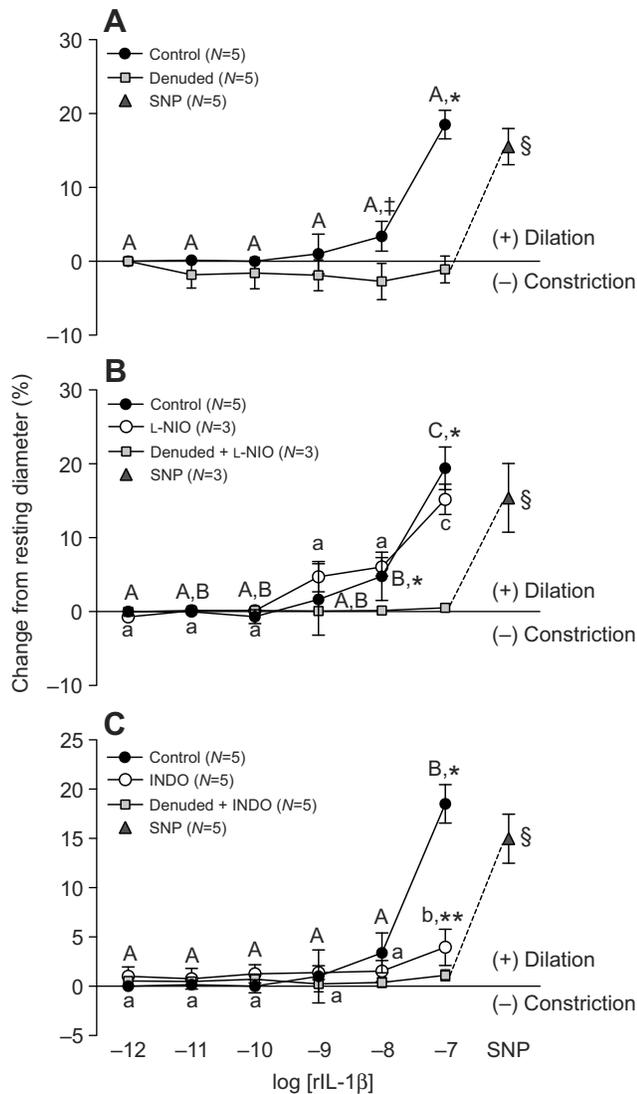 A
30
20
10
0
–10
Control (N=5)
Denuded (N=5)
SNP (N=5)
A
A
A
A
A,‡
A,*
§
(+) Dilation
(–) Constriction
B
30
20
10
0
–10
Control (N=5)
L-NIO (N=3)
Denuded + L-NIO (N=3)
SNP (N=3)
A
A,B
A,B
a
a
C,*
§
a
a
a
A,B
B,*
c
(+) Dilation
(–) Constriction
Change from resting diameter (%)
C
25
20
15
10
5
0
–5
Control (N=5)
INDO (N=5)
Denuded + INDO (N=5)
SNP (N=5)
A
A
A
A
A
B,*
§
a
a
a
a
a
b,**
(+) Dilation
(–) Constriction
–12 –11 –10 –9 –8 –7 SNP
log [rIL-1β]